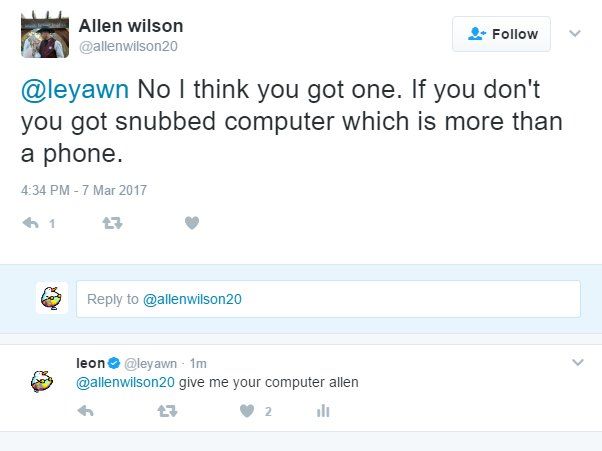 Allen wilson
@allenwilson20
Follow
@leyawn No I think you got one. If you don't
you got snubbed computer which is more than
a phone.
4:34 PM - 7 Mar 2017
1
Reply to @allenwilson20
leon @leyawn · 1m
@allenwilson20 give me your computer allen
2